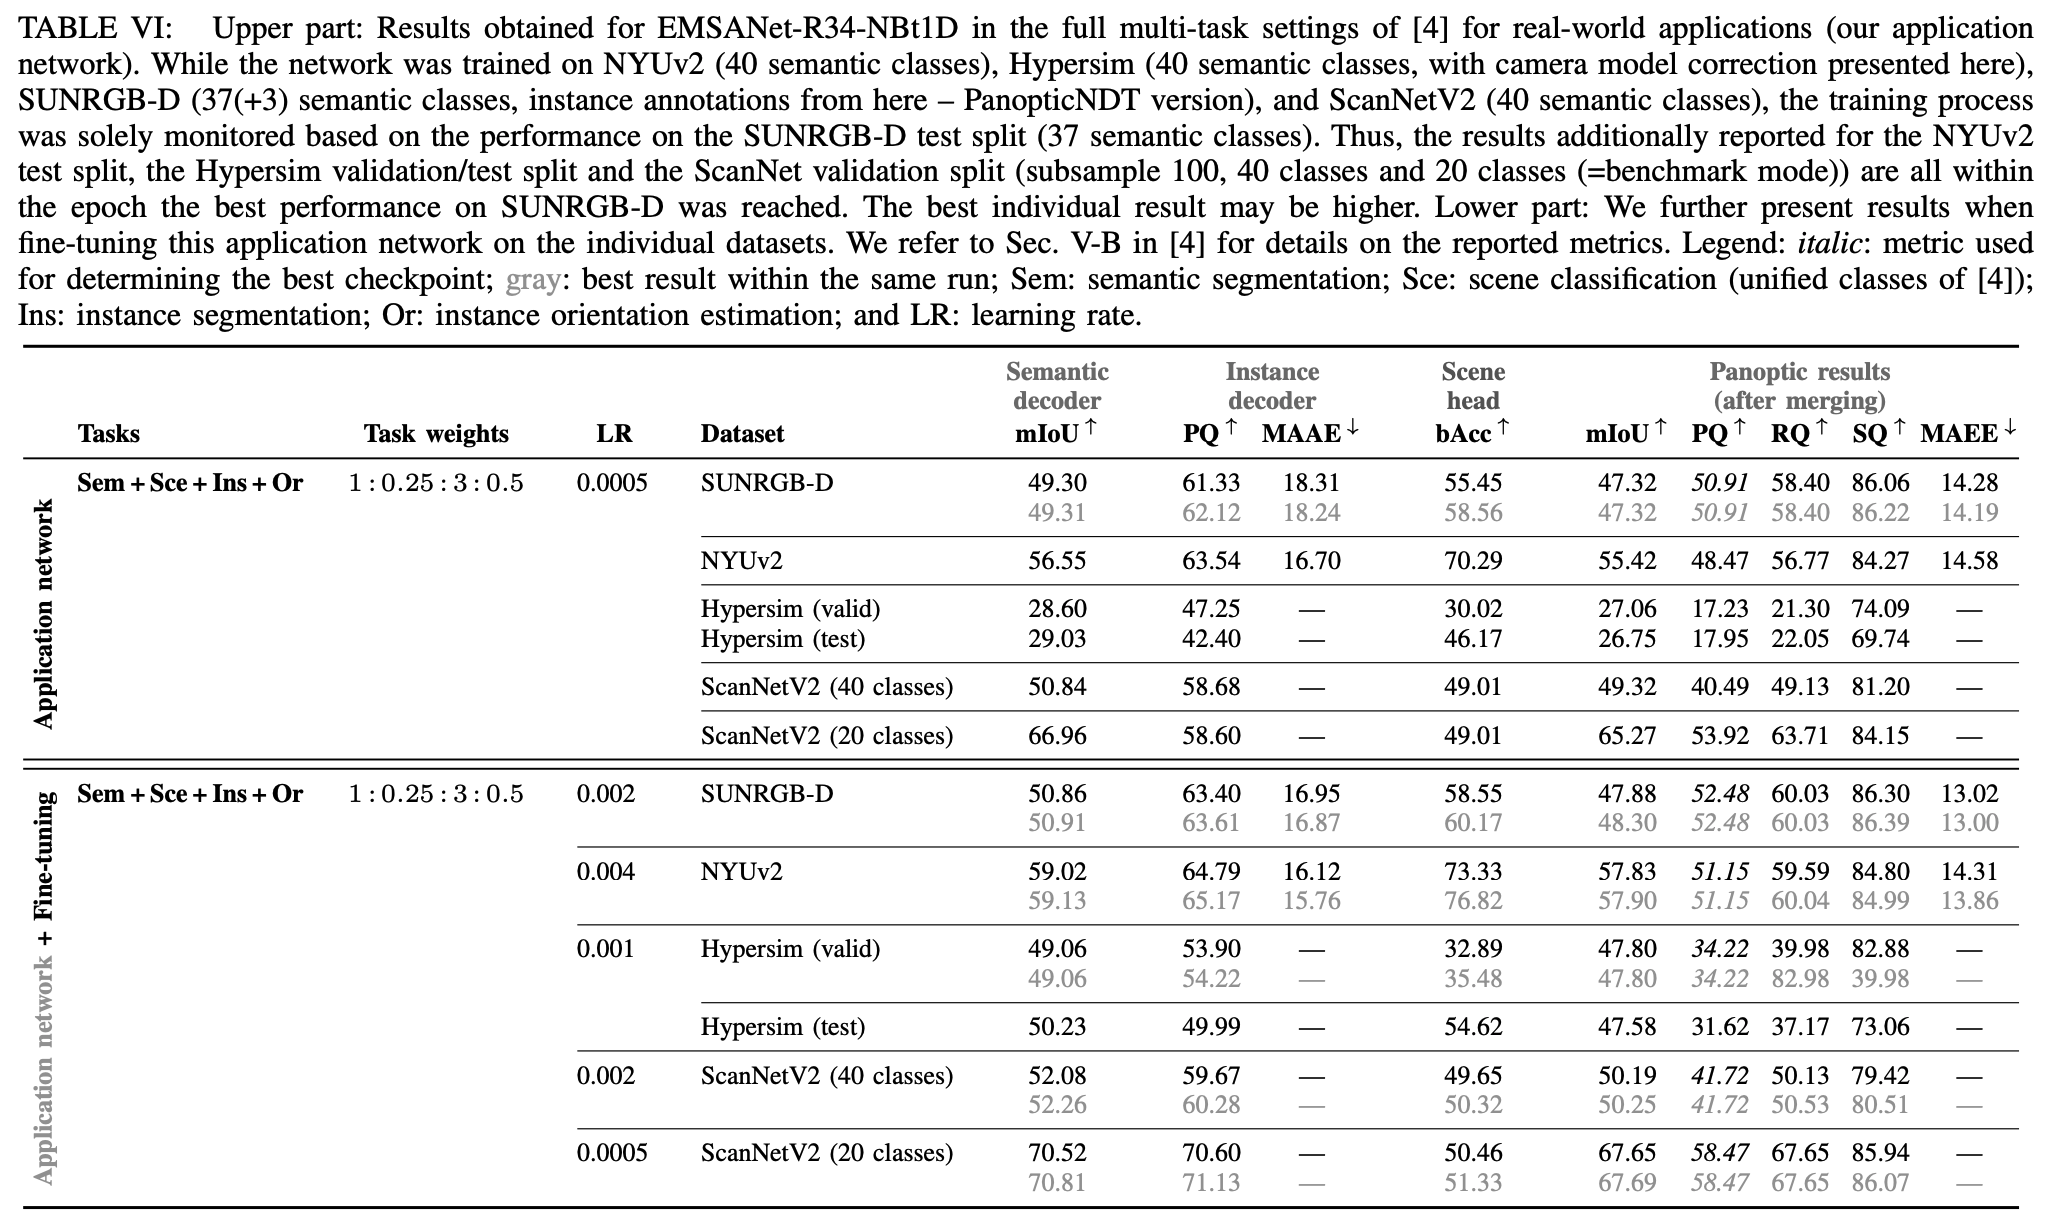 TABLE VI: Upper part: Results obtained for EMSANet-R34-NBt1D in the full multi-task settings of [4] for real-world applications (our application
network). While the network was trained on NYUv2 (40 semantic classes), Hypersim (40 semantic classes, with camera model correction presented here),
SUNRGB-D (37(+3) semantic classes, instance annotations from here – PanopticNDT version), and ScanNetV2 (40 semantic classes), the training process
was solely monitored based on the performance on the SUNRGB-D test split (37 semantic classes). Thus, the results additionally reported for the NYUv2
test split, the Hypersim validation/test split and the ScanNet validation split (subsample 100, 40 classes and 20 classes (=benchmark mode)) are all within
the epoch the best performance on SUNRGB-D was reached. The best individual result may be higher. Lower part: We further present results when
fine-tuning this application network on the individual datasets. We refer to Sec. V-B in [4] for details on the reported metrics. Legend: italic: metric used
for determining the best checkpoint; gray: best result within the same run; Sem: semantic segmentation; Sce: scene classification (unified classes of [4]);
Ins: instance segmentation; Or: instance orientation estimation; and LR: learning rate.
Semantic Instance Scene Panoptic results
decoder decoder head (after merging)
Tasks Task weights LR Dataset mIoU ↑ PQ ↑ MAAE ↓ bAcc ↑ mIoU ↑ PQ ↑ RQ ↑ SQ ↑ MAEE ↓
Application network
Sem + Sce + Ins + Or 1 : 0.25 : 3 : 0.5 0.0005 SUNRGB-D 49.30 61.33 18.31 55.45 47.32 50.91 58.40 86.06 14.28
49.31 62.12 18.24 58.56 47.32 50.91 58.40 86.22 14.19
NYUv2 56.55 63.54 16.70 70.29 55.42 48.47 56.77 84.27 14.58
Hypersim (valid) 28.60 47.25 — 30.02 27.06 17.23 21.30 74.09 —
Hypersim (test) 29.03 42.40 — 46.17 26.75 17.95 22.05 69.74 —
ScanNetV2 (40 classes) 50.84 58.68 — 49.01 49.32 40.49 49.13 81.20 —
ScanNetV2 (20 classes) 66.96 58.60 — 49.01 65.27 53.92 63.71 84.15 —
Application network + Fine-tuning
Sem + Sce + Ins + Or 1 : 0.25 : 3 : 0.5 0.002 SUNRGB-D 50.86 63.40 16.95 58.55 47.88 52.48 60.03 86.30 13.02
50.91 63.61 16.87 60.17 48.30 52.48 60.03 86.39 13.00
0.004 NYUv2 59.02 64.79 16.12 73.33 57.83 51.15 59.59 84.80 14.31
59.13 65.17 15.76 76.82 57.90 51.15 60.04 84.99 13.86
0.001 Hypersim (valid) 49.06 53.90 — 32.89 47.80 34.22 39.98 82.88 —
49.06 54.22 — 35.48 47.80 34.22 82.98 39.98 —
Hypersim (test) 50.23 49.99 — 54.62 47.58 31.62 37.17 73.06 —
0.002 ScanNetV2 (40 classes) 52.08 59.67 — 49.65 50.19 41.72 50.13 79.42 —
52.26 60.28 — 50.32 50.25 41.72 50.53 80.51 —
0.0005 ScanNetV2 (20 classes) 70.52 70.60 — 50.46 67.65 58.47 67.65 85.94 —
70.81 71.13 — 51.33 67.69 58.47 67.65 86.07 —